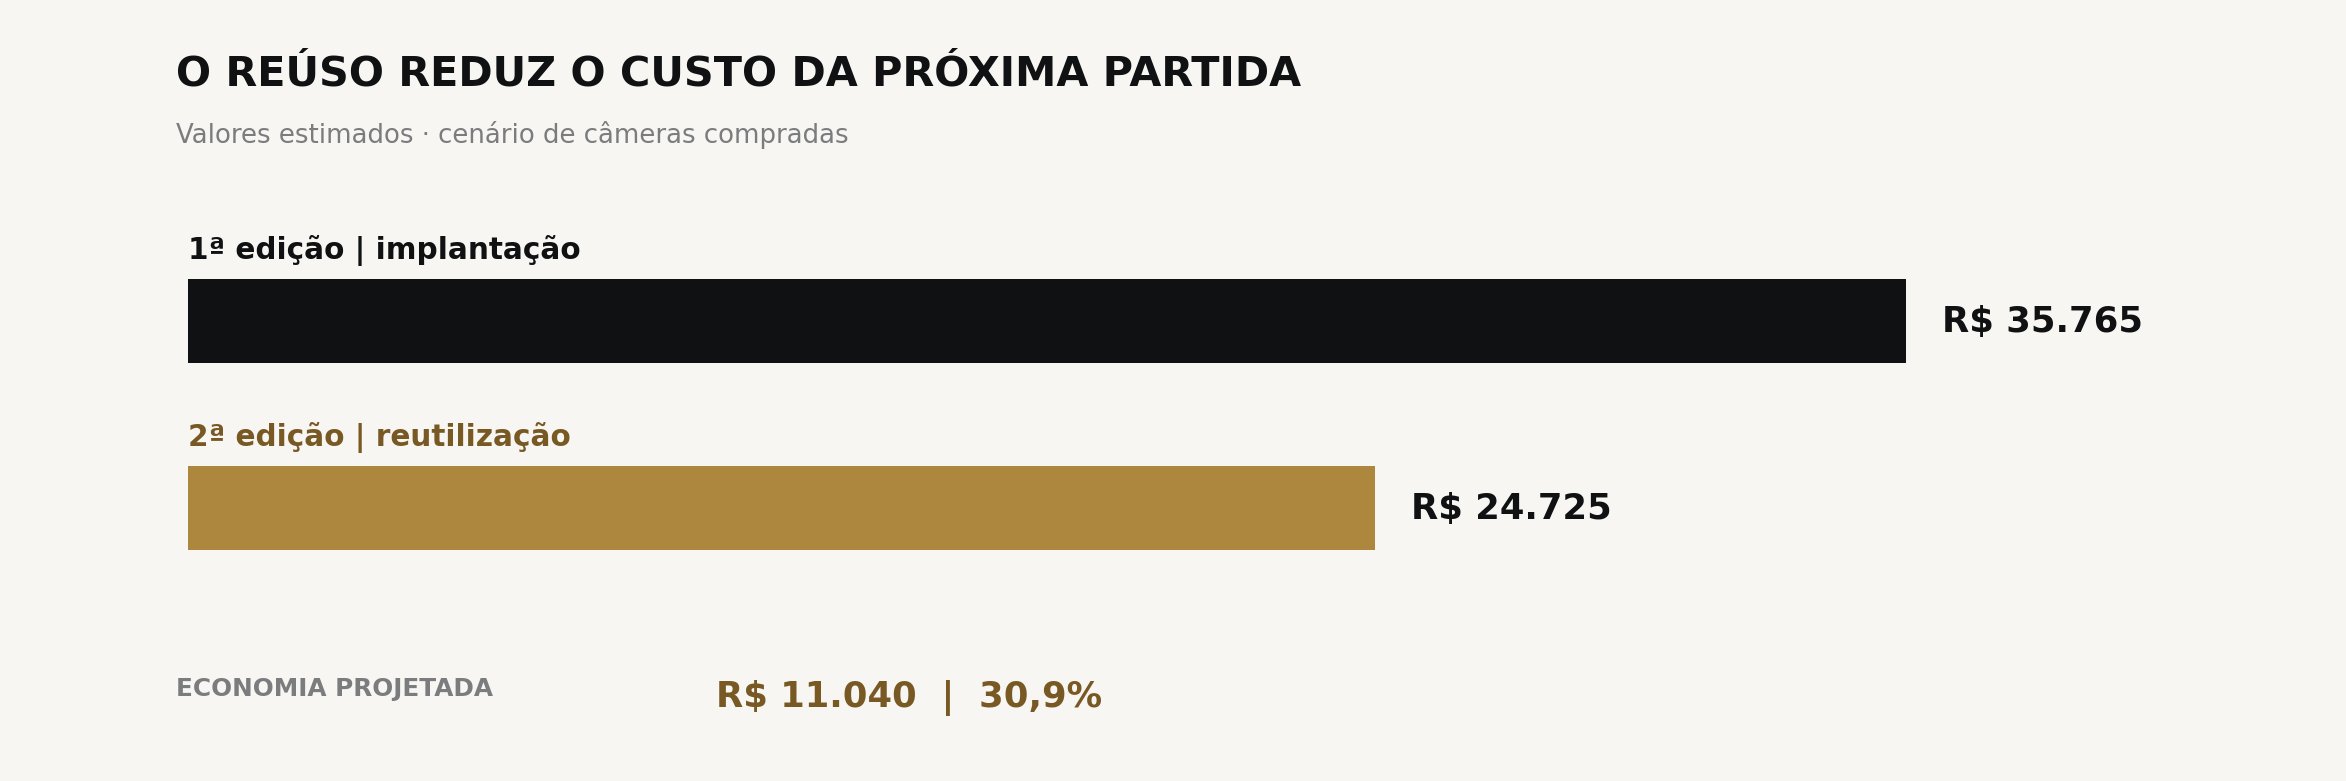 O REÚSO REDUZ O CUSTO DA PRÓXIMA PARTIDA
Valores estimados · cenário de câmeras compradas
1ª edição | implantação
R$ 35.765
2ª edição | reutilização
R$ 24.725
ECONOMIA PROJETADA R$ 11.040 | 30,9%